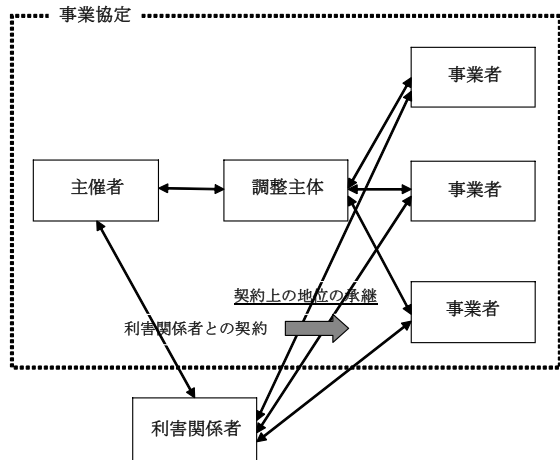 事業協定
事業者
主催者
調整主体
事業者
契約上の地位の承継
利害関係者との契約
事業者
利害関係者